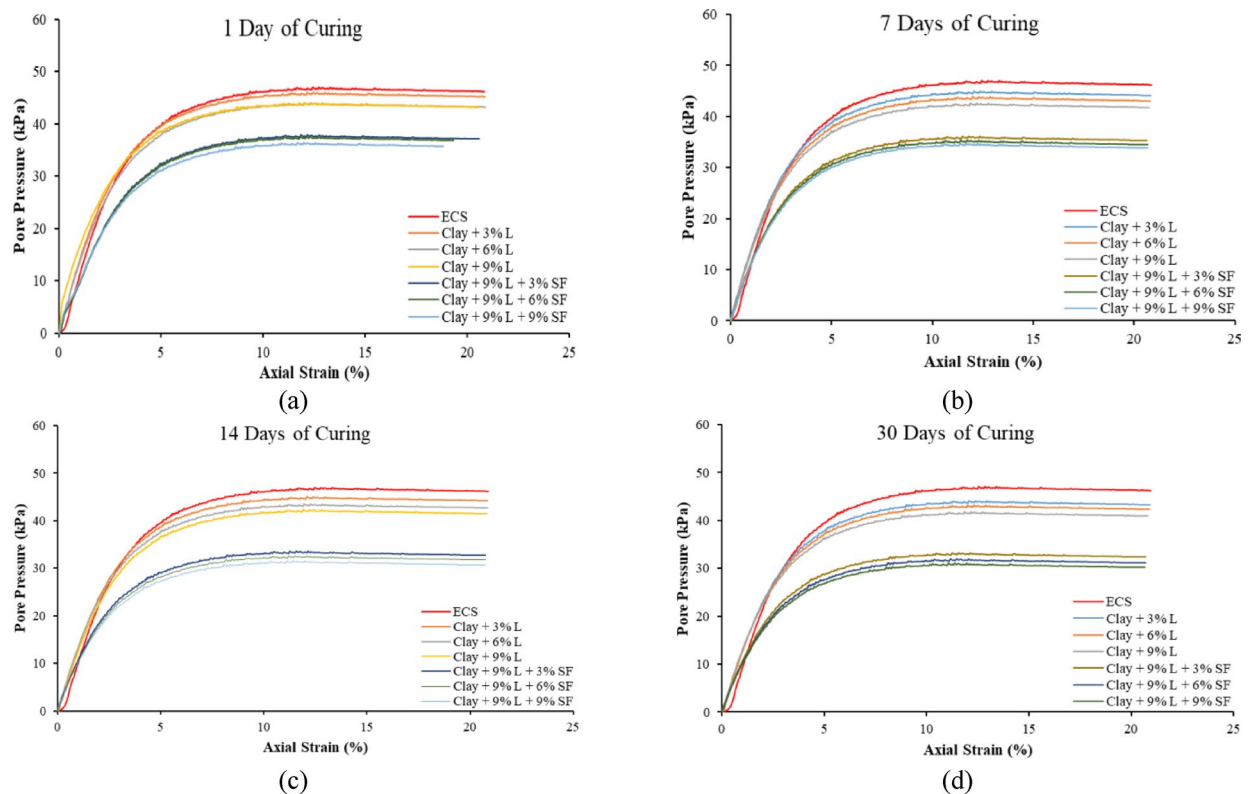 1 Day of Curing
60
50
40
30
20
10
0
Pore Pressure (kPa)
ECS
Clay + 3% L
Clay + 6% L
Clay + 9% L
Clay + 9% L + 3% SF
Clay + 9% L + 6% SF
Clay + 9% L + 9% SF
0 5 10 15 20 25
Axial Strain (%)
(a)
7 Days of Curing
60
50
40
30
20
10
0
Pore Pressure (kPa)
ECS
Clay + 3% L
Clay + 6% L
Clay + 9% L
Clay + 9% L + 3% SF
Clay + 9% L + 6% SF
Clay + 9% L + 9% SF
0 5 10 15 20 25
Axial Strain (%)
(b)
14 Days of Curing
60
50
40
30
20
10
0
Pore Pressure (kPa)
ECS
Clay + 3% L
Clay + 6% L
Clay + 9% L
Clay + 9% L + 3% SF
Clay + 9% L + 6% SF
Clay + 9% L + 9% SF
0 5 10 15 20 25
Axial Strain (%)
(c)
30 Days of Curing
60
50
40
30
20
10
0
Pore Pressure (kPa)
ECS
Clay + 3% L
Clay + 6% L
Clay + 9% L
Clay + 9% L + 3% SF
Clay + 9% L + 6% SF
Clay + 9% L + 9% SF
0 5 10 15 20 25
Axial Strain (%)
(d)